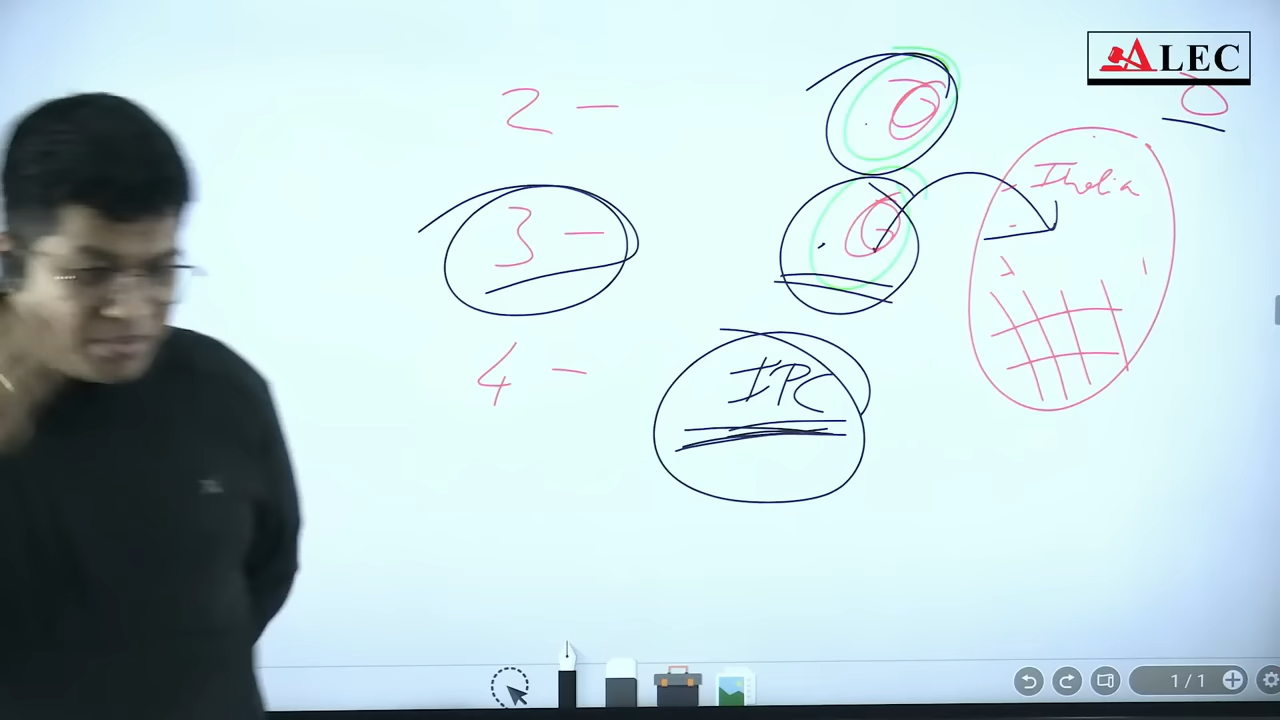 ALEC
2 —
India
3 —
4 —
IPC
1 / 1